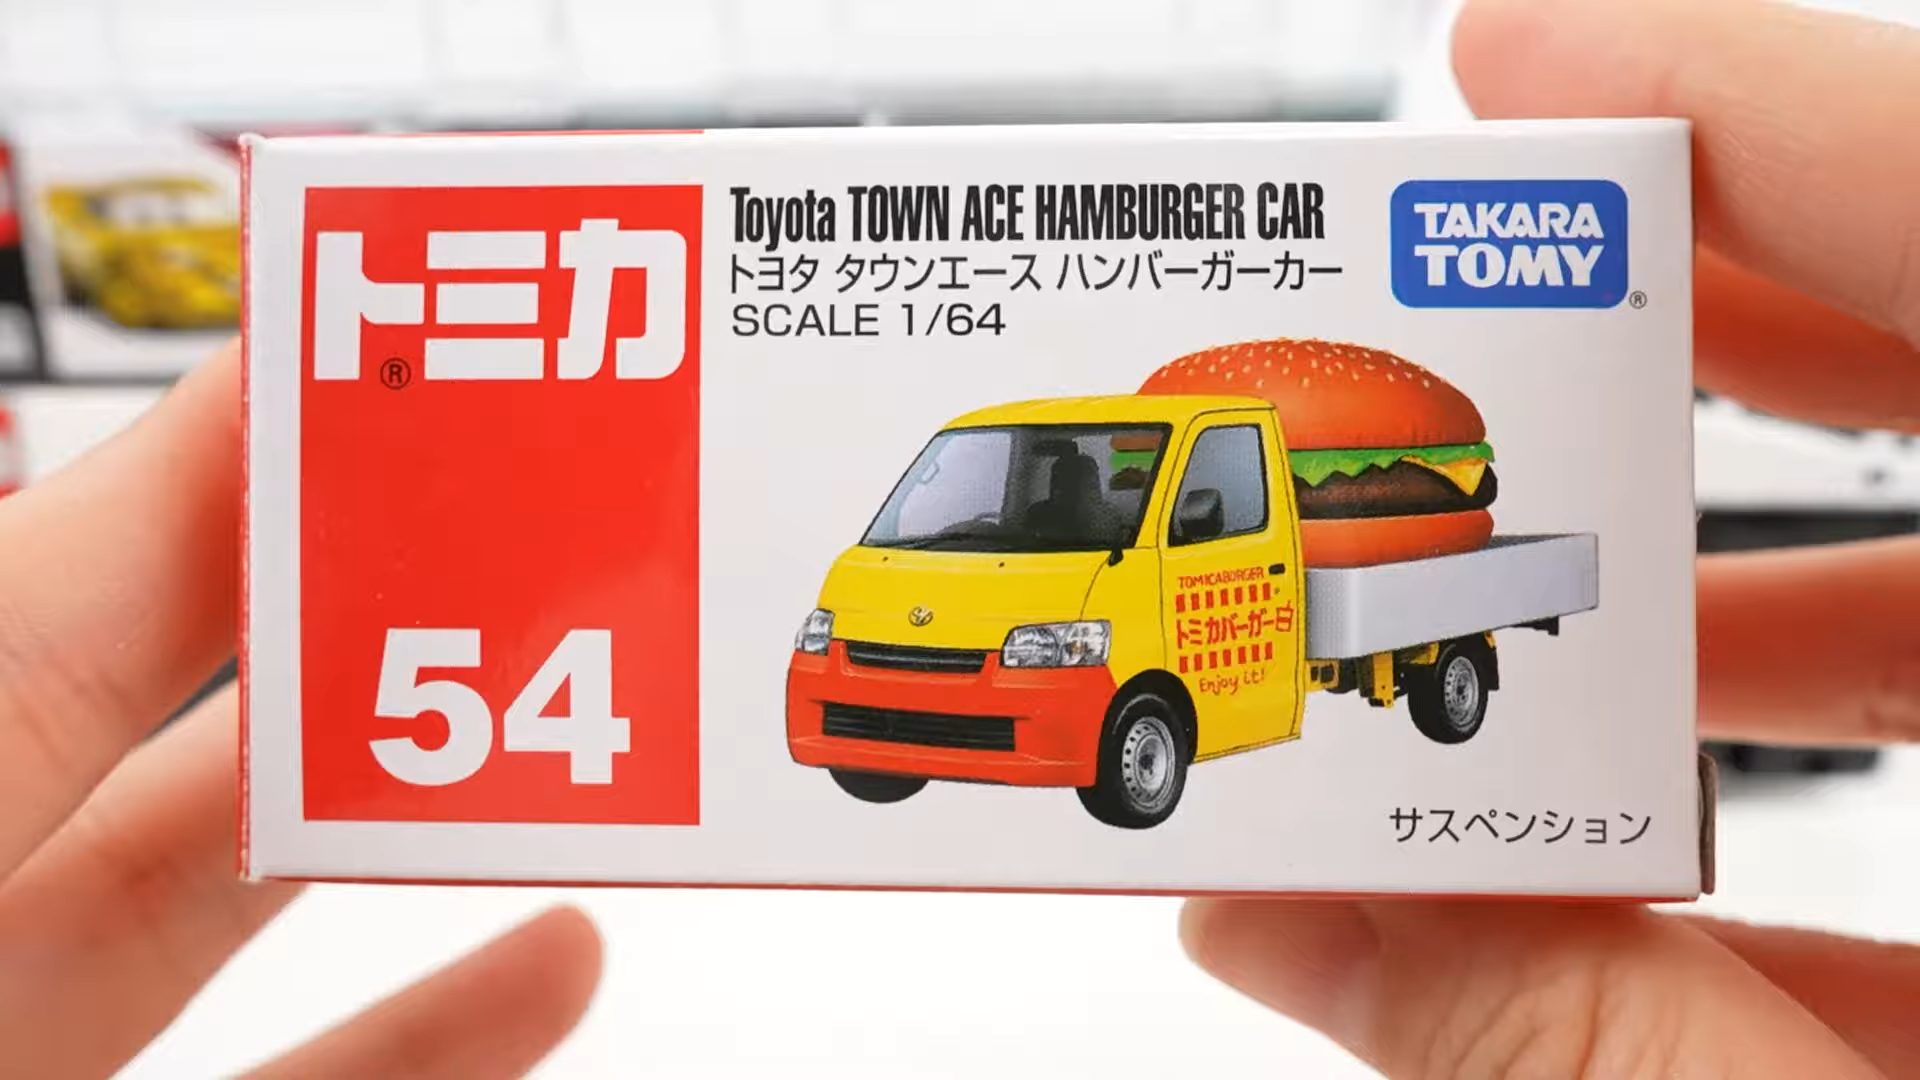 トミカ
®
54
Toyota TOWN ACE HAMBURGER CAR
トヨタ タウンエース ハンバーガーカー
SCALE 1/64
TAKARA
TOMY
®
TOMICABURGER
トミカバーガー
Enjoy it!
サスペンション